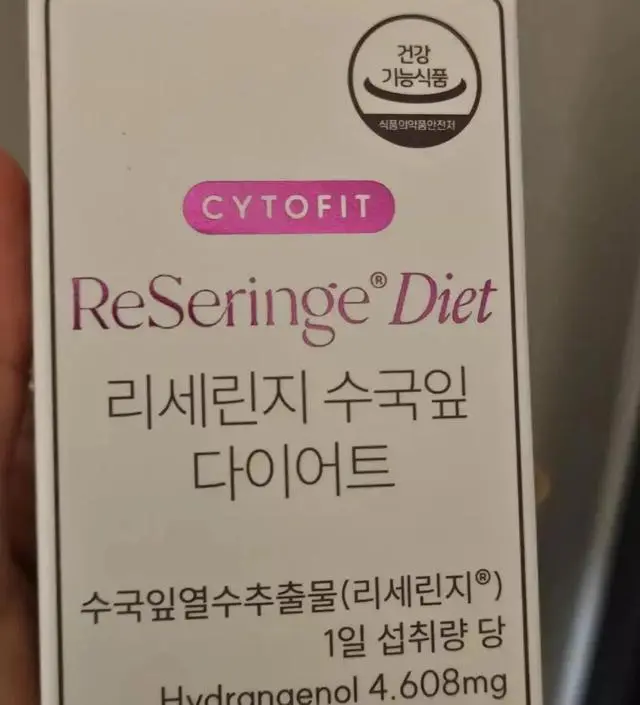 건강
기능식품
식품의약품안전처
CYTOFIT
ReSeringe® Diet
리세린지 수국잎
다이어트
수국잎열수추출물(리세린지®)
1일 섭취량 당
Hydrangenol 4.608mg